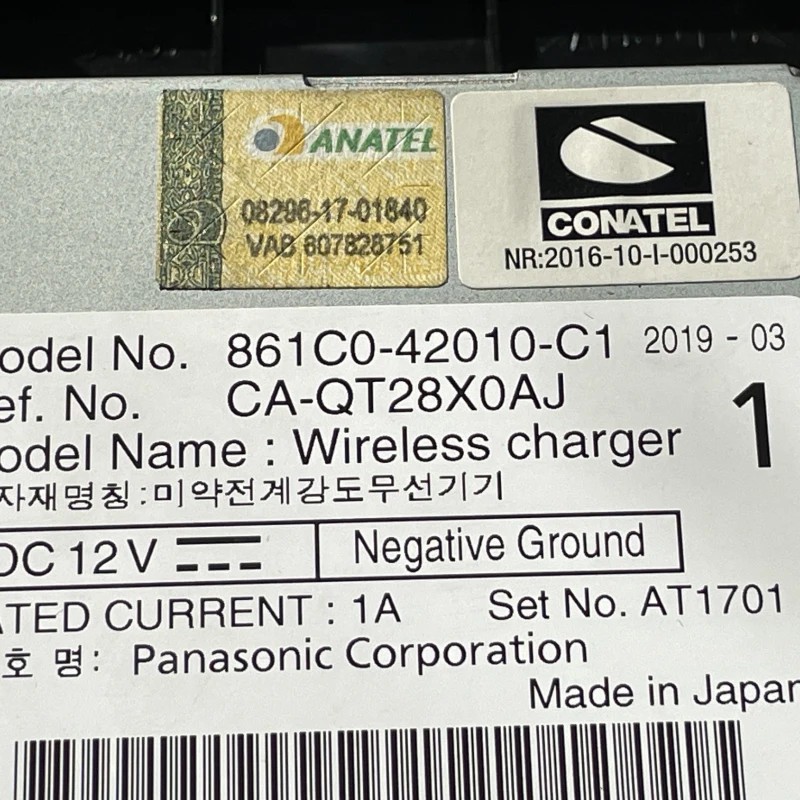 ANATEL
08296-17-01840
VAB 607828751
CONATEL
NR:2016-10-I-000253
odel No. 861C0-42010-C1 2019 - 03
ef. No. CA-QT28X0AJ
odel Name : Wireless charger 1
자재명칭:미약전계강도무선기기
DC 12V Negative Ground
ATED CURRENT : 1A Set No. AT1701
호 명: Panasonic Corporation
Made in Japan